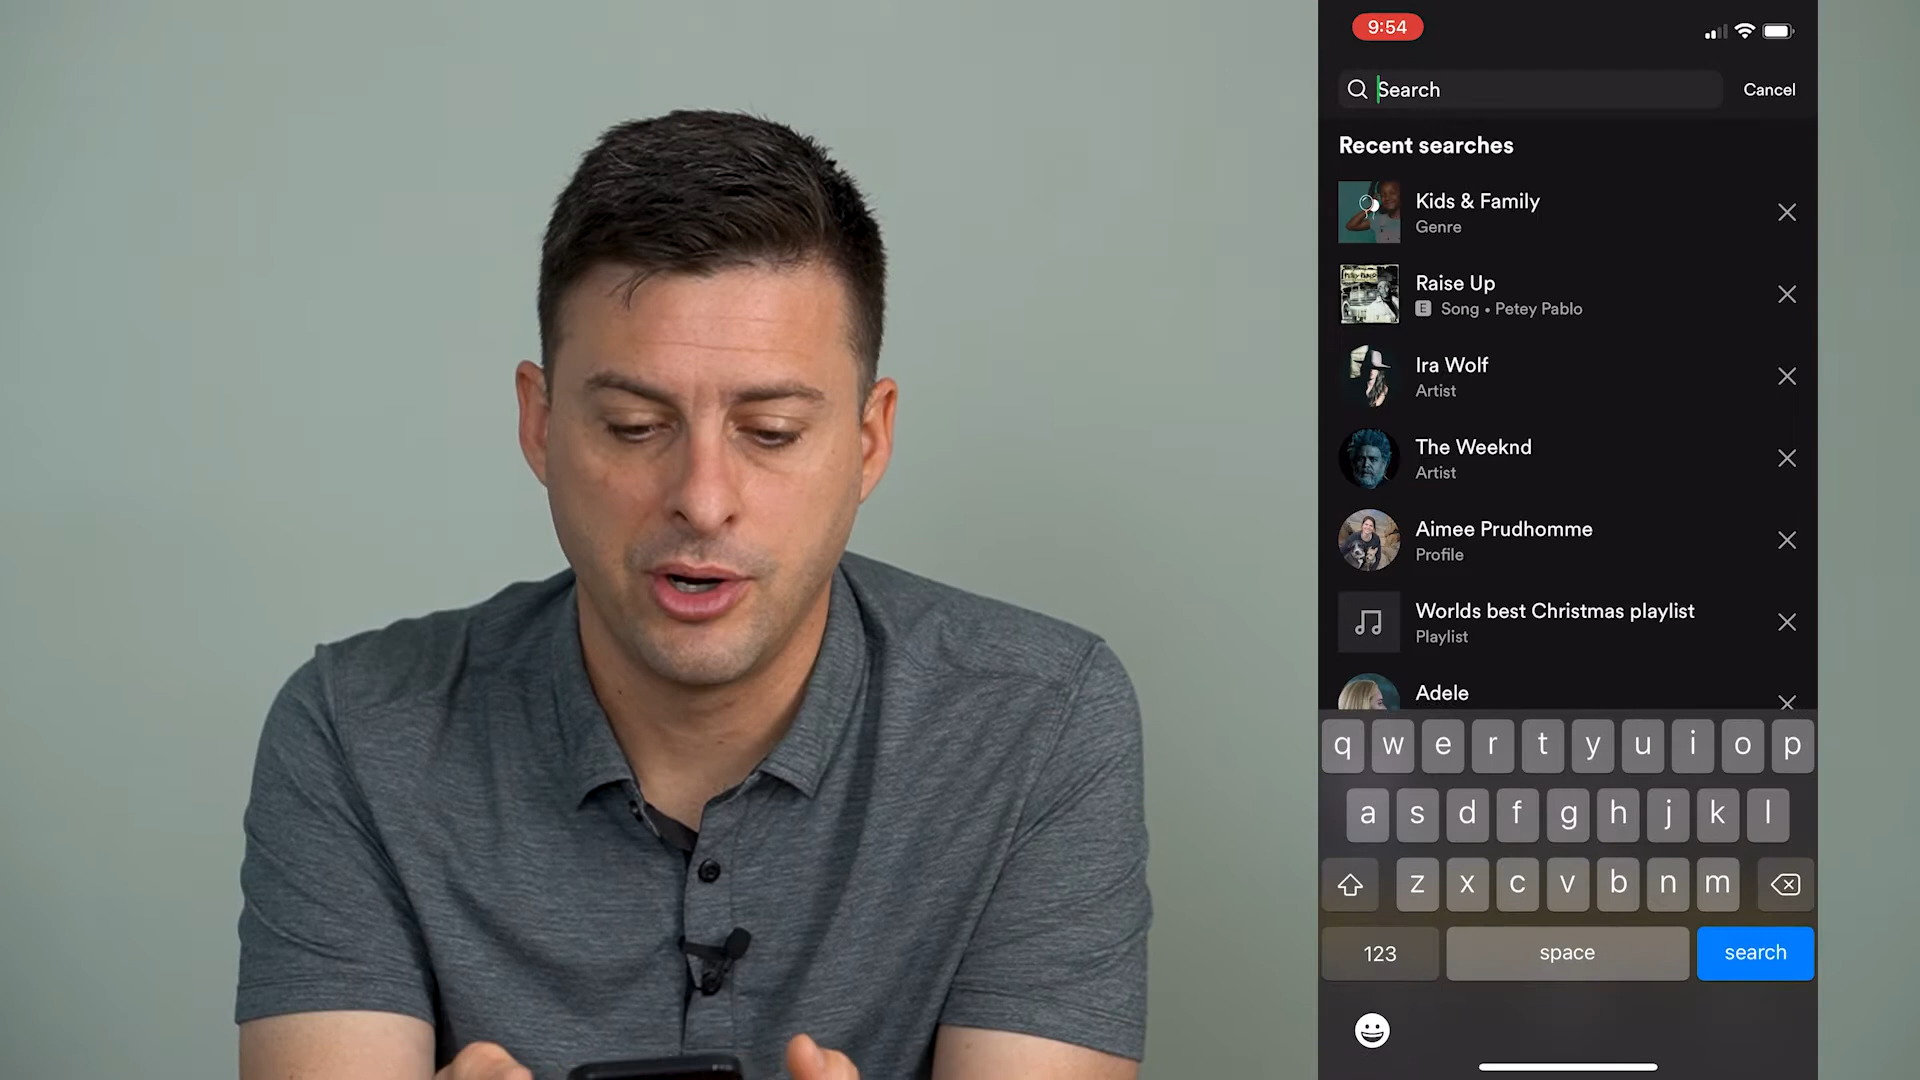 9:54
Search
Cancel
Recent searches
Kids & Family
Genre
Raise Up
E Song • Petey Pablo
Ira Wolf
Artist
The Weeknd
Artist
Aimee Prudhomme
Profile
Worlds best Christmas playlist
Playlist
Adele
q w e r t y u i o p
a s d f g h j k l
z x c v b n m
123 space search